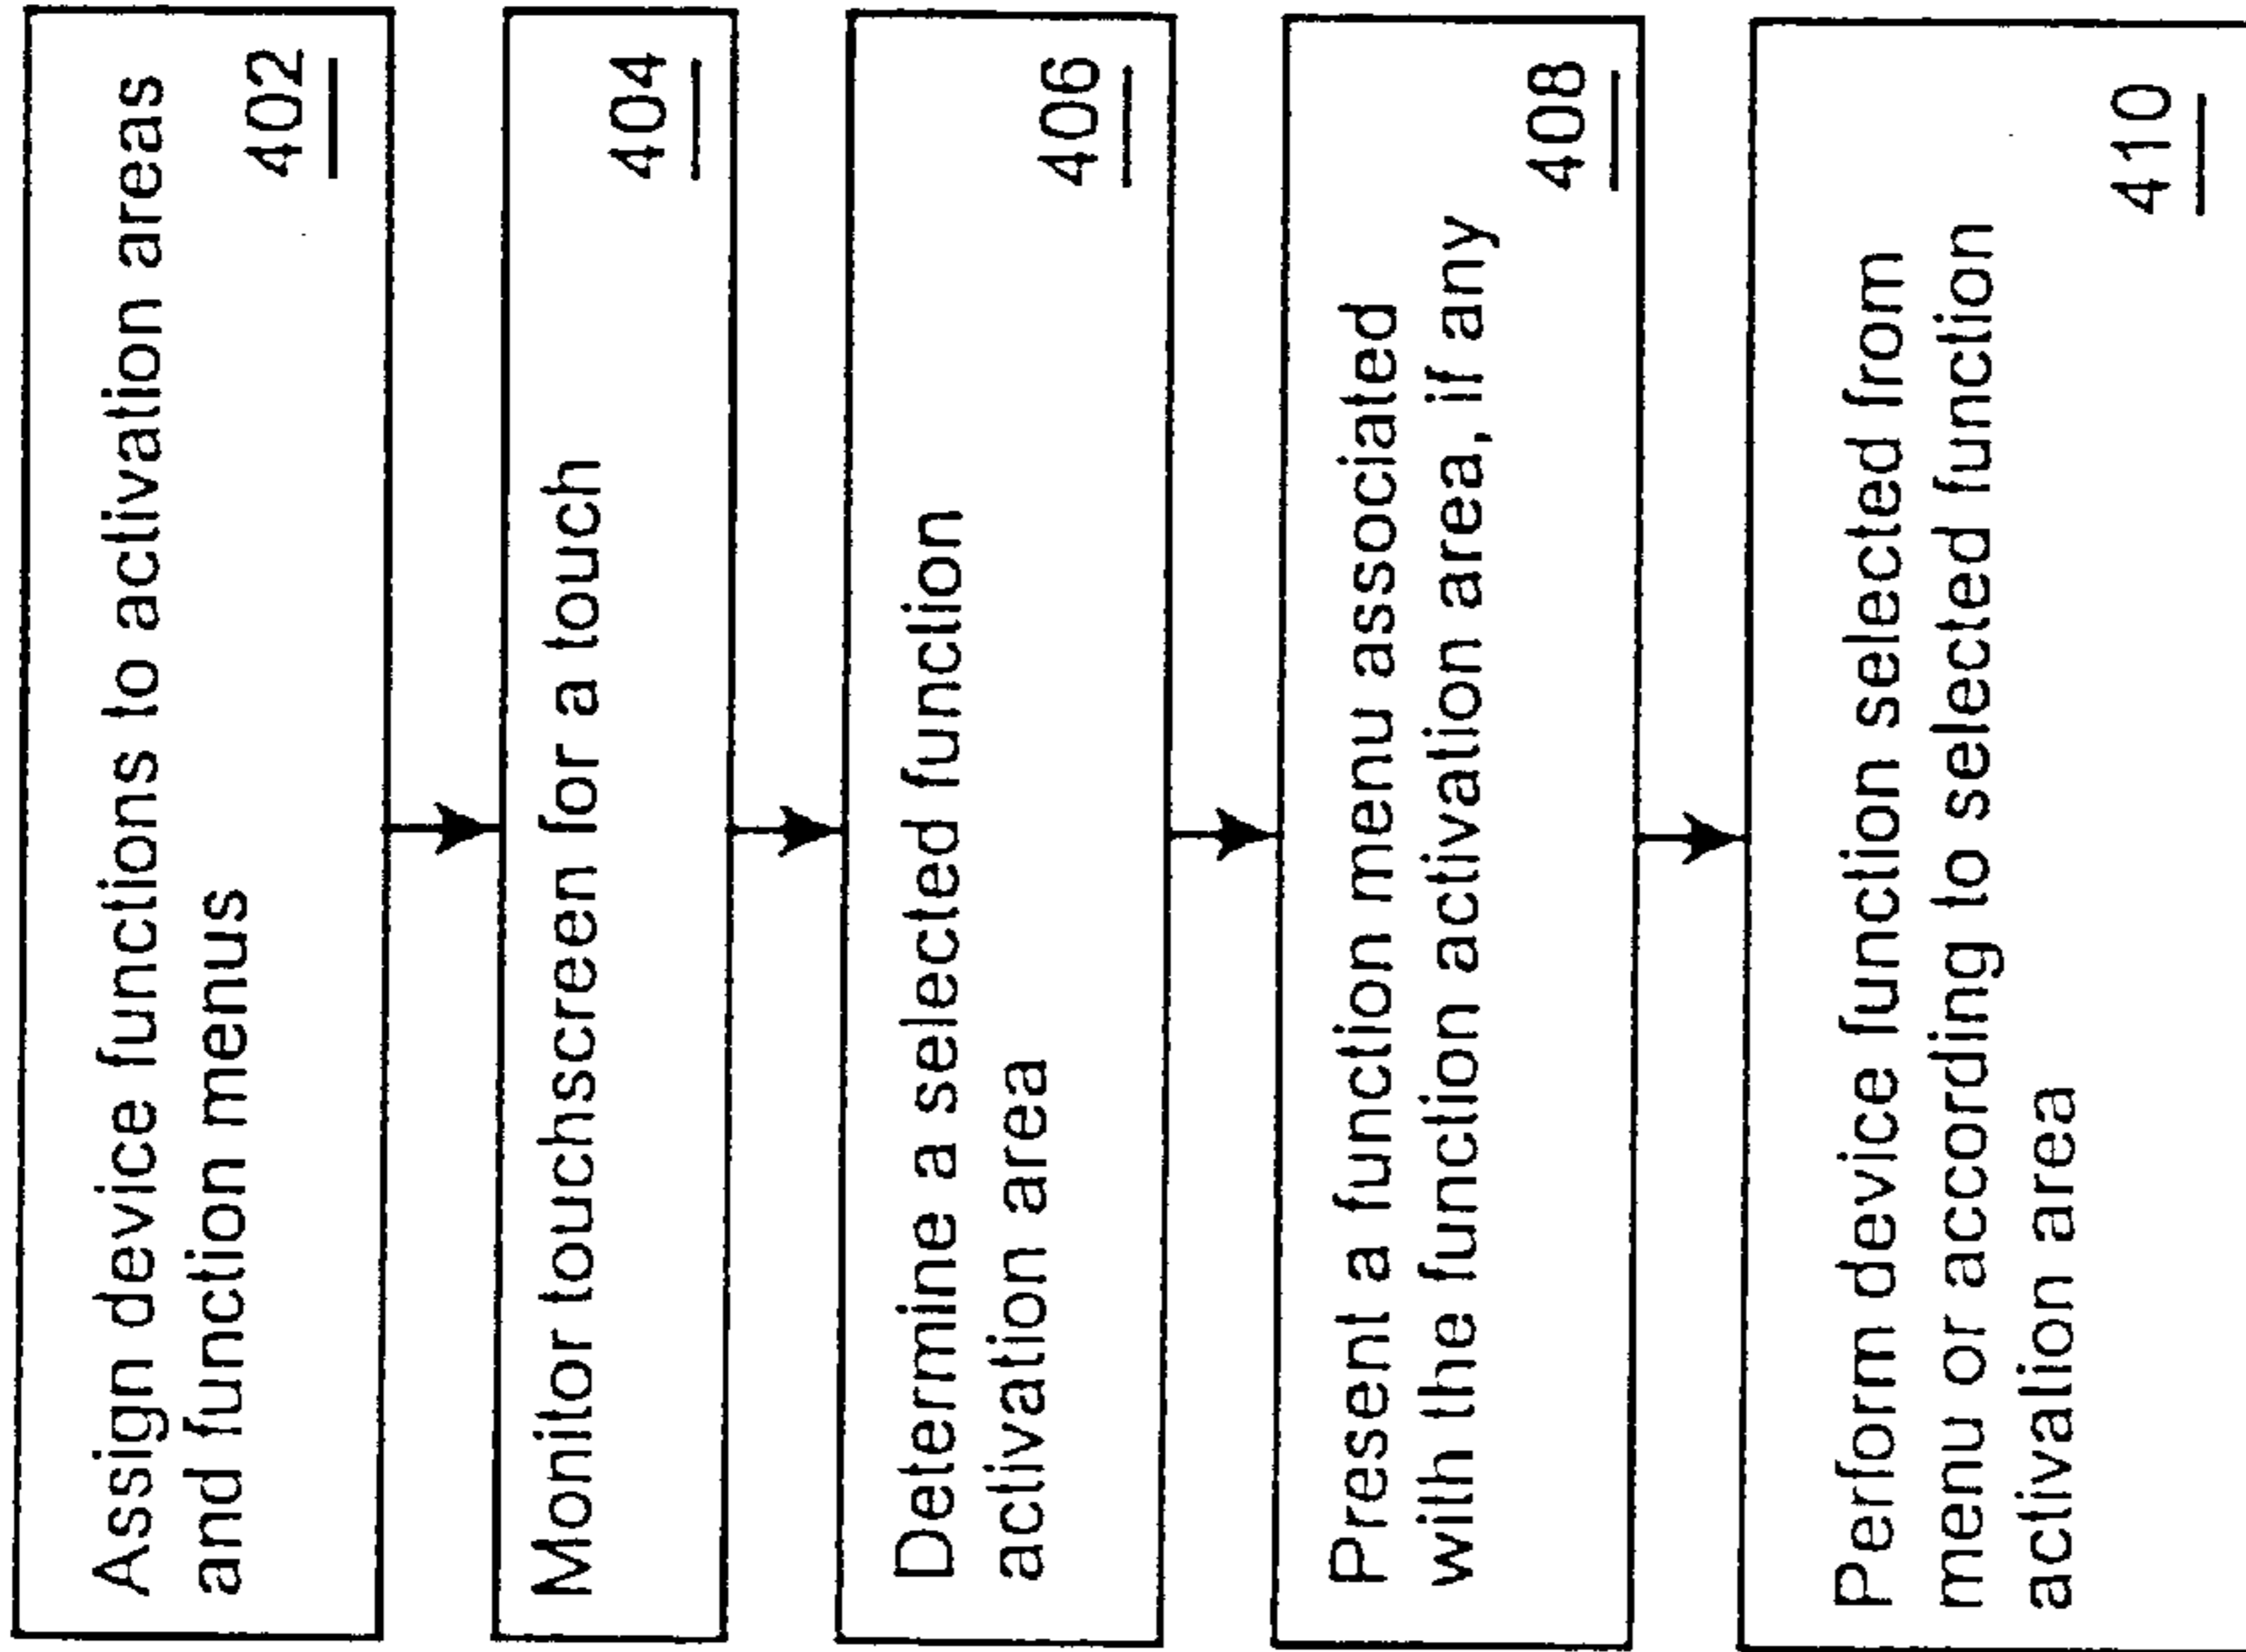 Assign device functions to activation areas
and function menus
402
Monitor touchscreen for a touch
404
Determine a selected function
activation area
406
Present a function menu associated
with the function activation area, if any
408
Perform device function selected from
menu or according to selected function
activation area
410